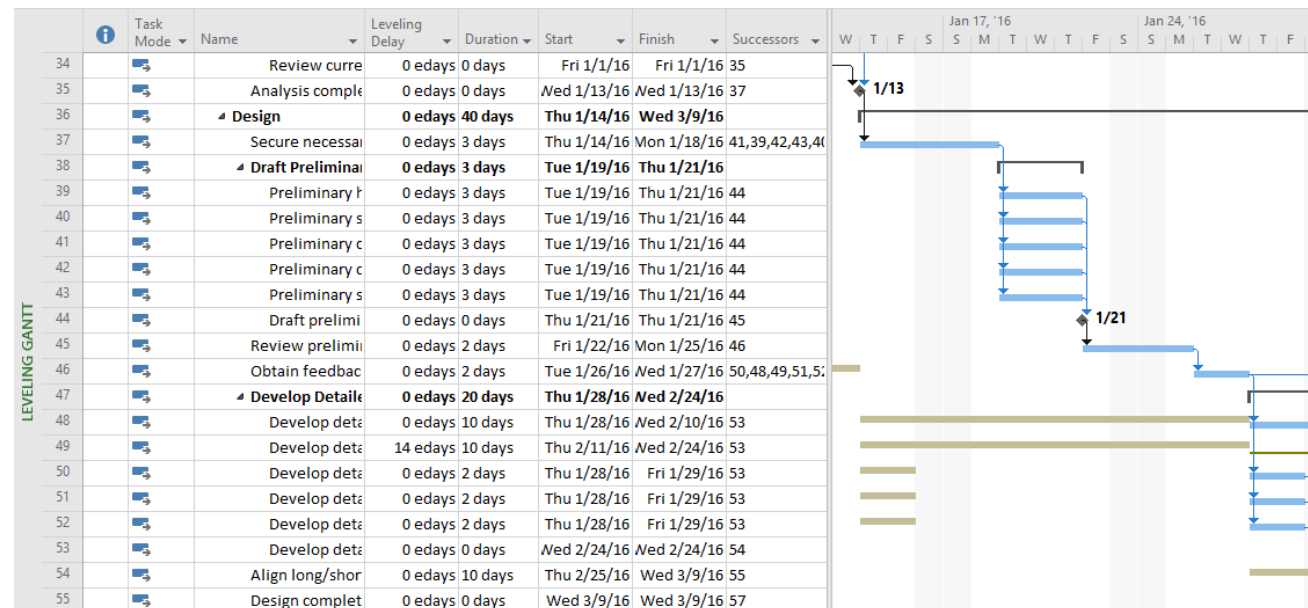 Task Mode Name Leveling Delay Duration Start Finish Successors Jan 17, '16 Jan 24, '16
W T F S S M T W T F S S M T W T F
34 Review curre 0 edays 0 days Fri 1/1/16 Fri 1/1/16 35
35 Analysis comple 0 edays 0 days Wed 1/13/16 Wed 1/13/16 37 1/13
36 Design 0 edays 40 days Thu 1/14/16 Wed 3/9/16
37 Secure necessar 0 edays 3 days Thu 1/14/16 Mon 1/18/16 41,39,42,43,40
38 Draft Preliminar 0 edays 3 days Tue 1/19/16 Thu 1/21/16
39 Preliminary h 0 edays 3 days Tue 1/19/16 Thu 1/21/16 44
40 Preliminary s 0 edays 3 days Tue 1/19/16 Thu 1/21/16 44
41 Preliminary c 0 edays 3 days Tue 1/19/16 Thu 1/21/16 44
42 Preliminary c 0 edays 3 days Tue 1/19/16 Thu 1/21/16 44
43 Preliminary s 0 edays 3 days Tue 1/19/16 Thu 1/21/16 44
44 Draft prelimi 0 edays 0 days Thu 1/21/16 Thu 1/21/16 45 1/21
45 Review prelimi 0 edays 2 days Fri 1/22/16 Mon 1/25/16 46
46 Obtain feedbac 0 edays 2 days Tue 1/26/16 Wed 1/27/16 50,48,49,51,52
47 Develop Detaile 0 edays 20 days Thu 1/28/16 Wed 2/24/16
48 Develop deta 0 edays 10 days Thu 1/28/16 Wed 2/10/16 53
49 Develop deta 14 edays 10 days Thu 2/11/16 Wed 2/24/16 53
50 Develop deta 0 edays 2 days Thu 1/28/16 Fri 1/29/16 53
51 Develop deta 0 edays 2 days Thu 1/28/16 Fri 1/29/16 53
52 Develop deta 0 edays 2 days Thu 1/28/16 Fri 1/29/16 53
53 Develop deta 0 edays 0 days Wed 2/24/16 Wed 2/24/16 54
54 Align long/shor 0 edays 10 days Thu 2/25/16 Wed 3/9/16 55
55 Design complet 0 edays 0 days Wed 3/9/16 Wed 3/9/16 57
LEVELING GANTT